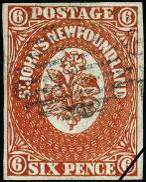 6 POSTAGE 6
ST. JOHN'S NEWFOUNDLAND
6 SIX PENCE 6